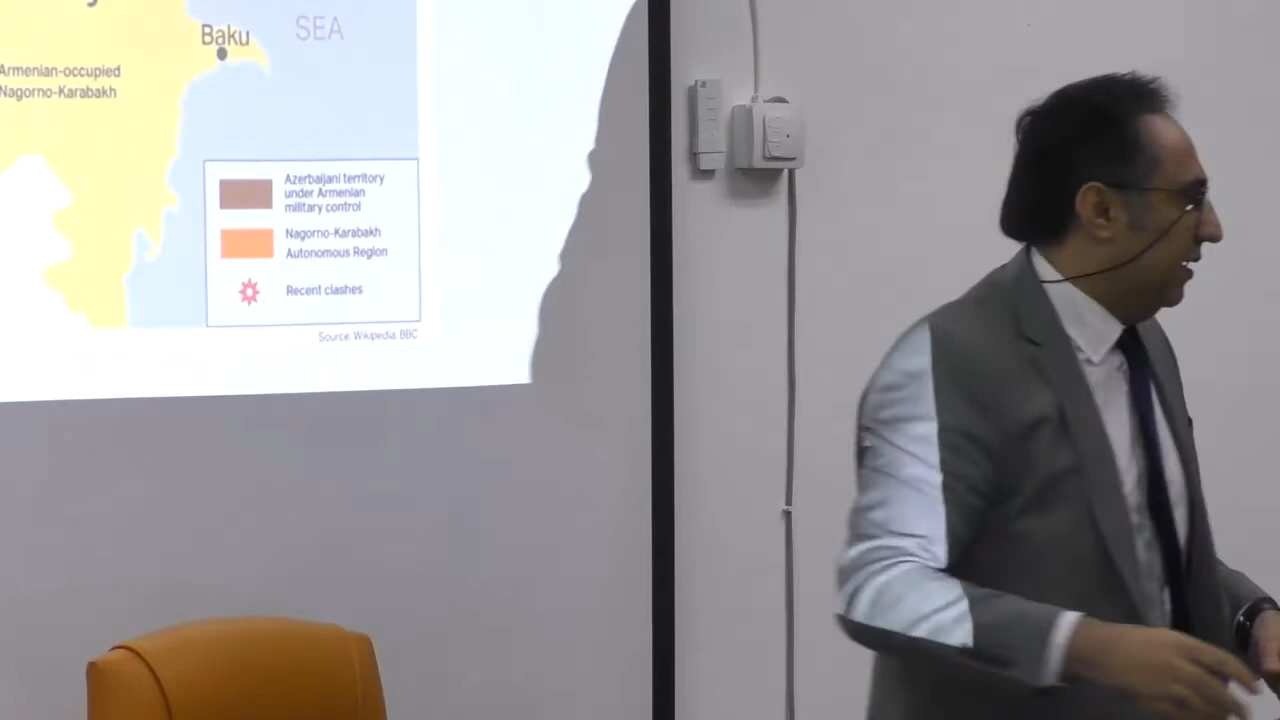 Baku
SEA
Armenian-occupied
Nagorno-Karabakh
Azerbaijani territory
under Armenian
military control
Nagorno-Karabakh
Autonomous Region
Recent clashes
Source: Wikipedia, BBC